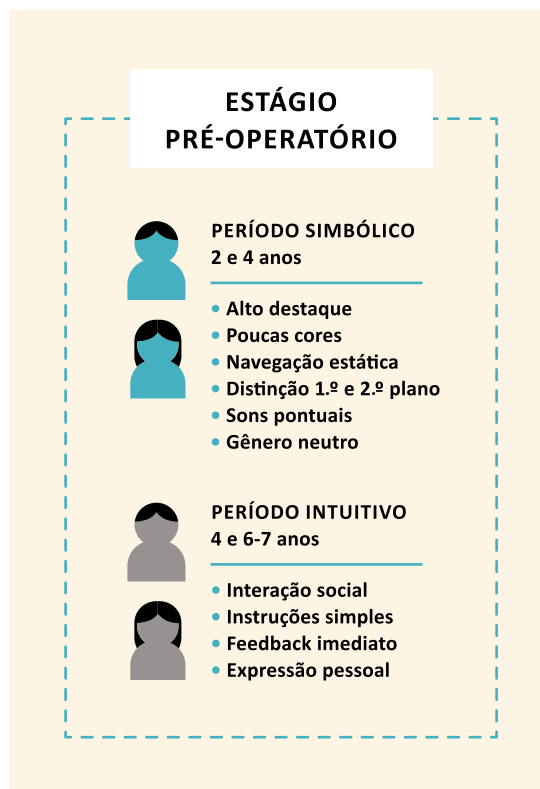 ESTÁGIO
PRÉ-OPERATÓRIO
PERÍODO SIMBÓLICO
2 e 4 anos
• Alto destaque
• Poucas cores
• Navegação estática
• Distinção 1.º e 2.º plano
• Sons pontuais
• Gênero neutro
PERÍODO INTUITIVO
4 e 6-7 anos
• Interação social
• Instruções simples
• Feedback imediato
• Expressão pessoal